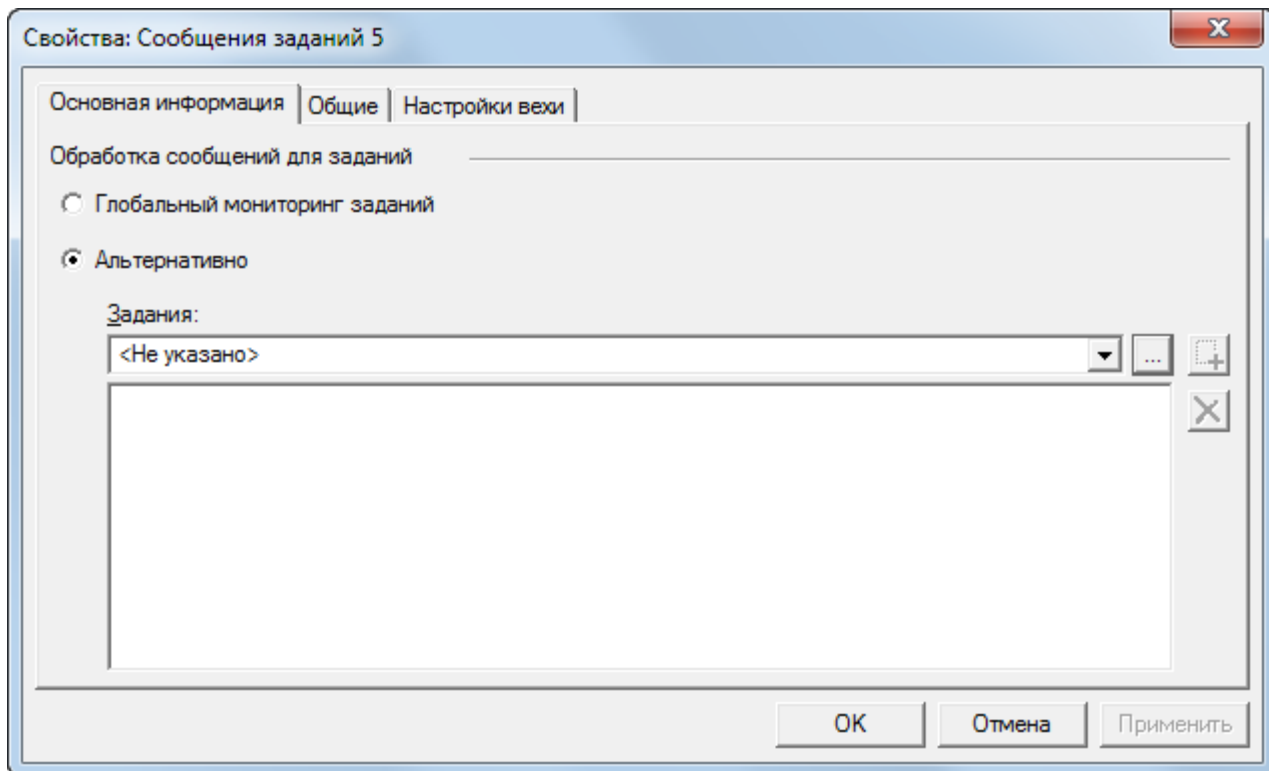 Свойства: Сообщения заданий 5
Основная информация Общие Настройки вехи
Обработка сообщений для заданий
Глобальный мониторинг заданий
Альтернативно
Задания:
<Не указано> ...
OK Отмена Применить